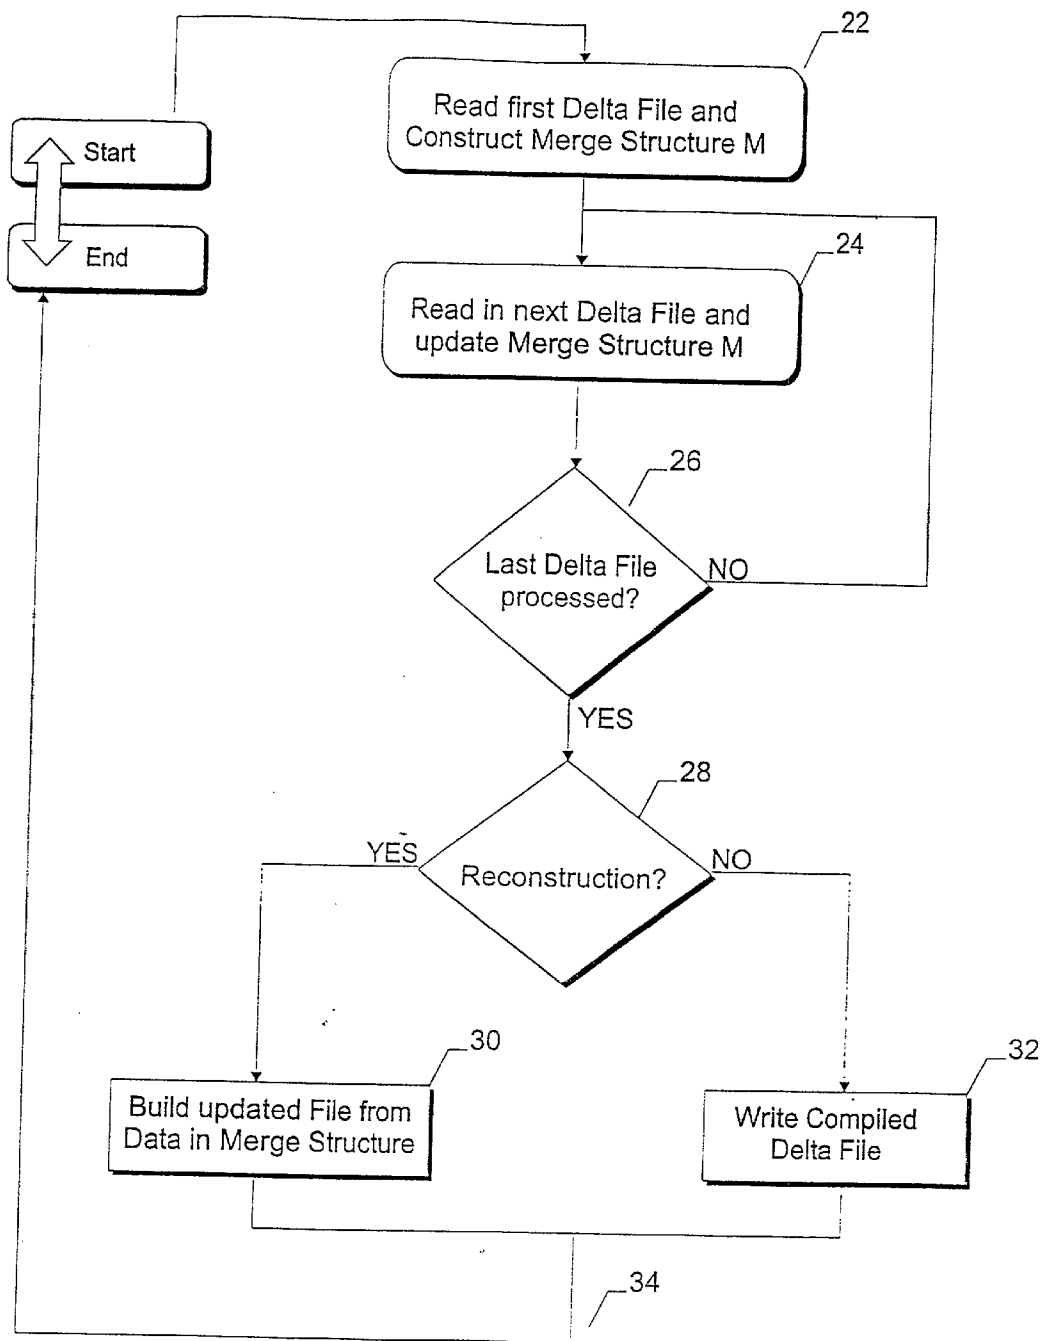 22
Read first Delta File and
Construct Merge Structure M
Start
End
24
Read in next Delta File and
update Merge Structure M
26
Last Delta File
processed?
NO
YES
28
YES
Reconstruction?
NO
30
Build updated File from
Data in Merge Structure
32
Write Compiled
Delta File
34